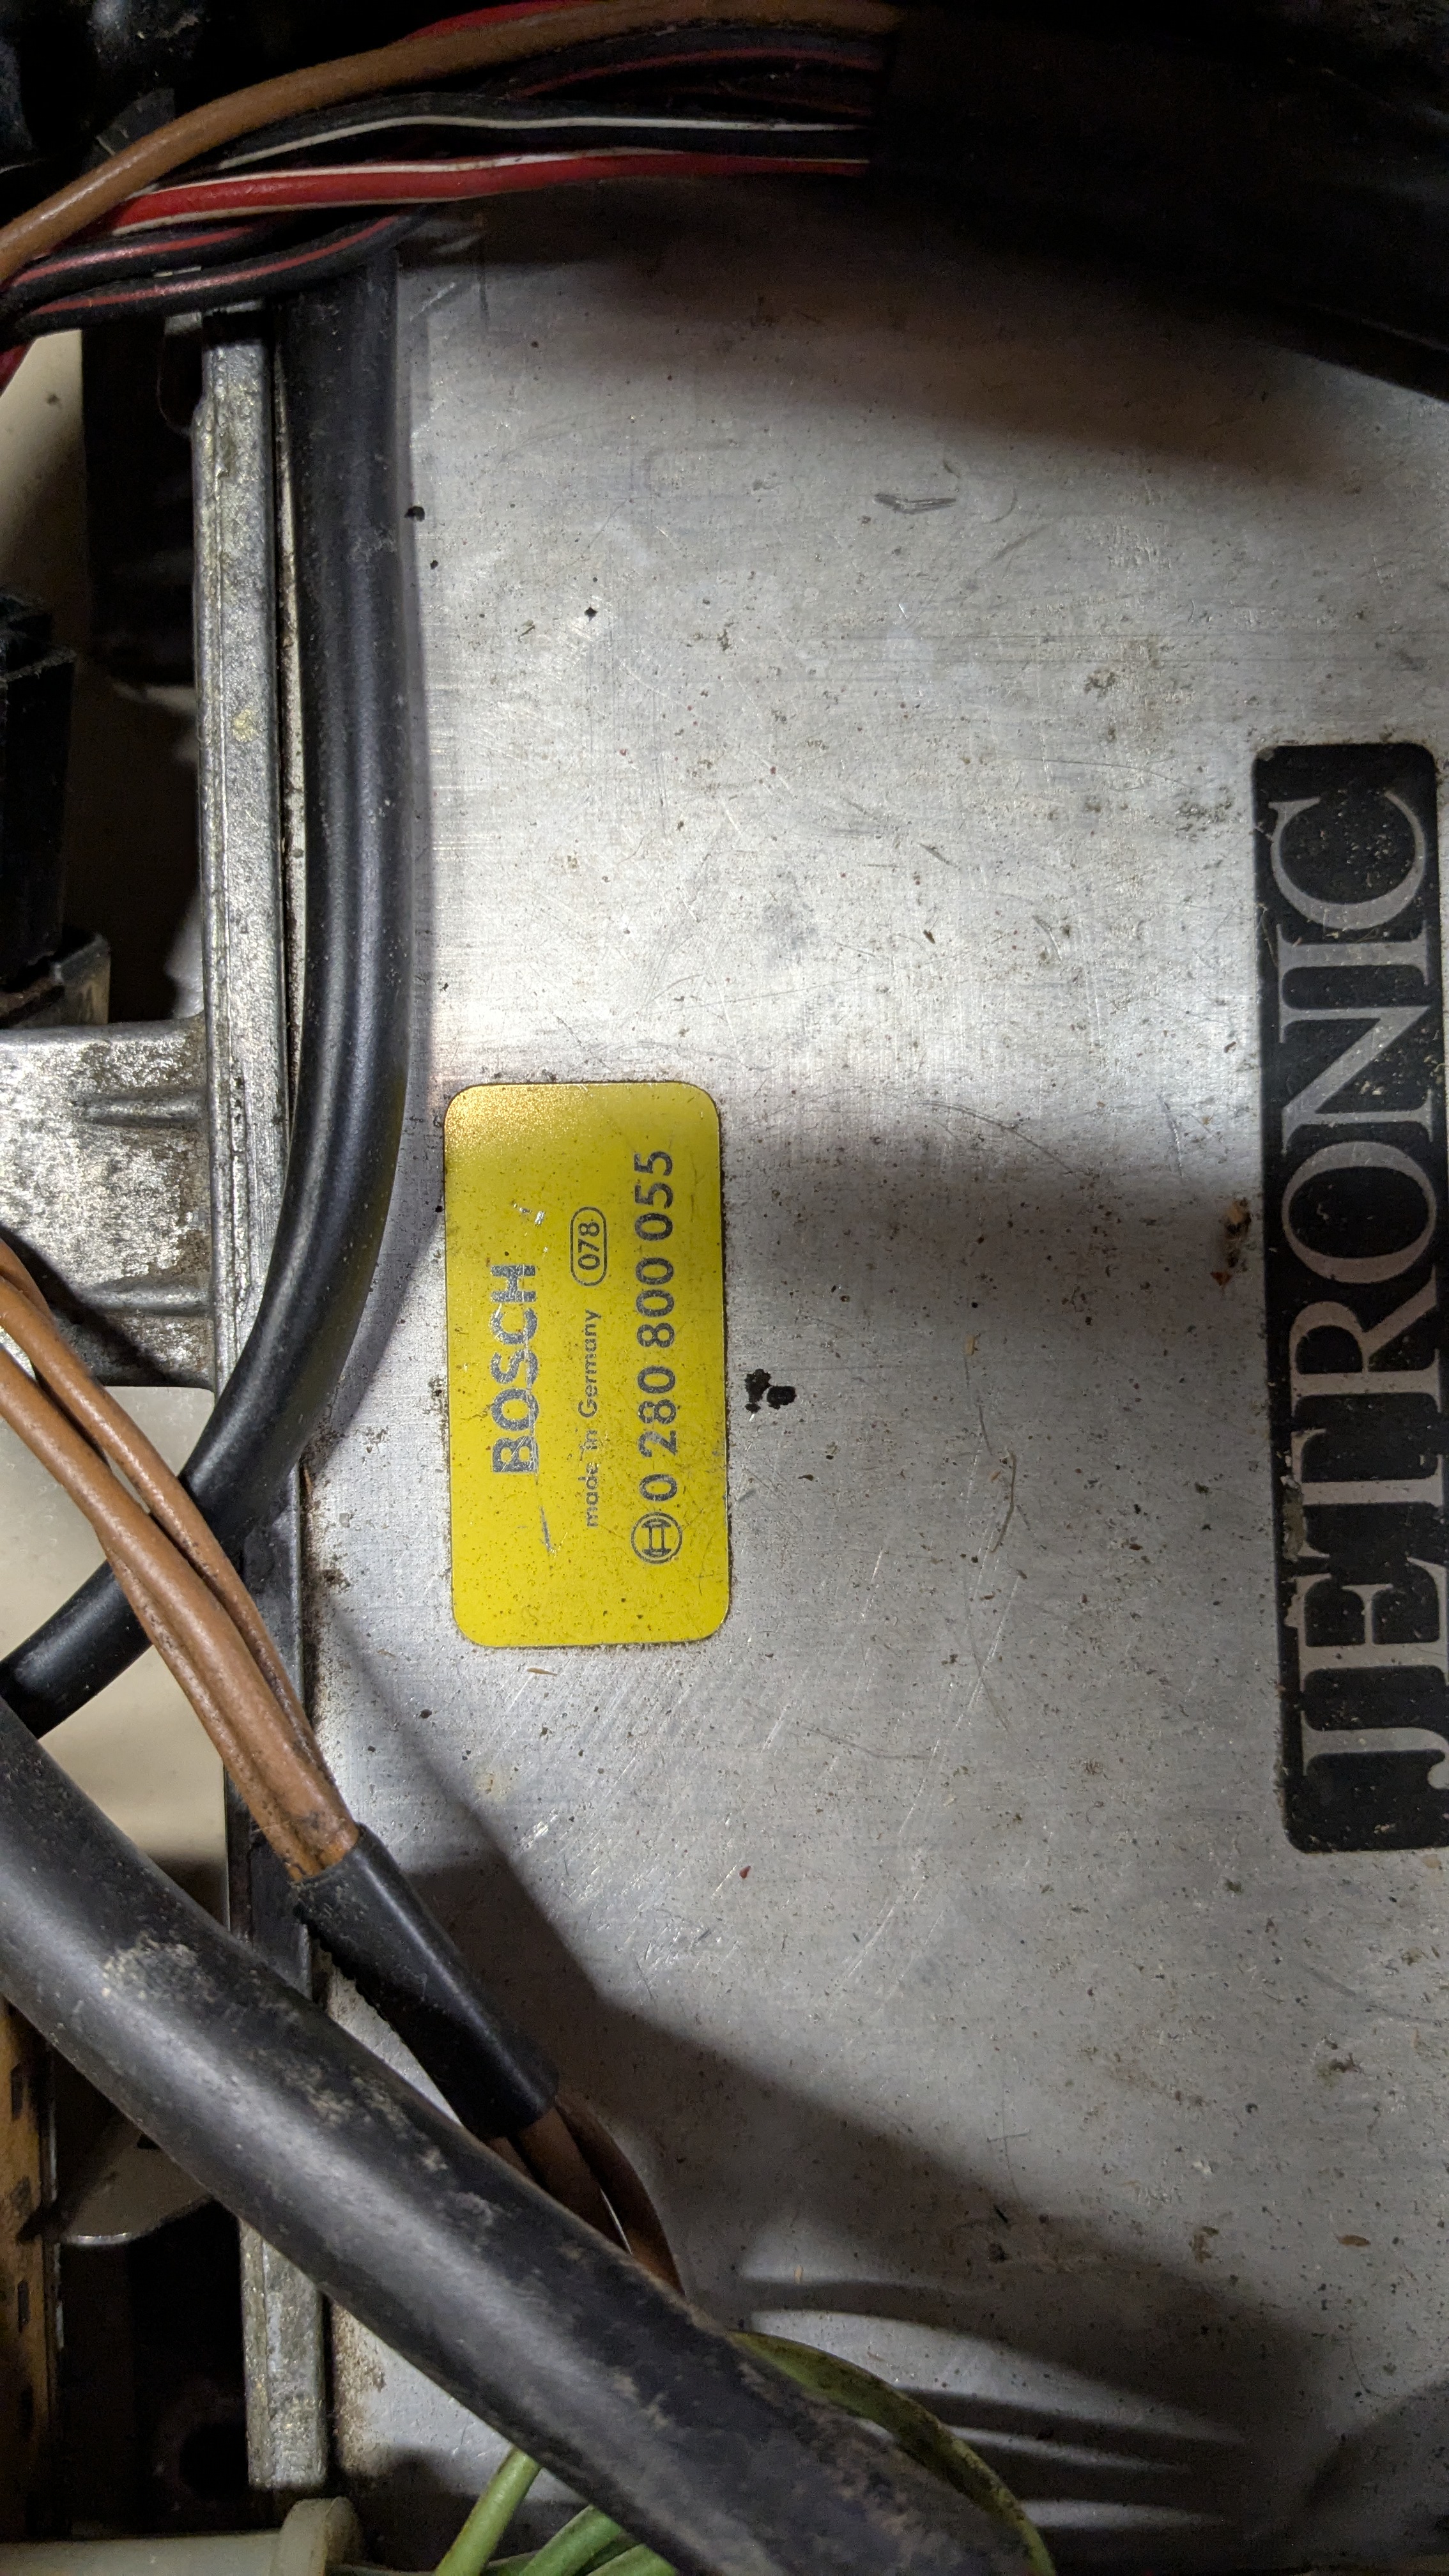 BOSCH
made in Germany 078
0 280 800 055
JETRONIC